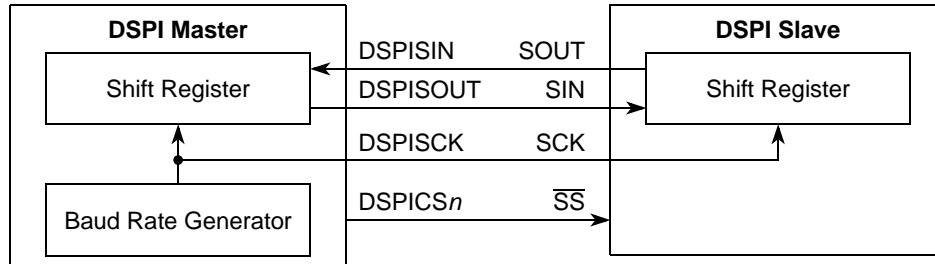 DSPI Master
DSPI Slave
DSPISIN SOUT
Shift Register
Shift Register
DSPISOUT SIN
DSPISCK SCK
DSPICSn SS
Baud Rate Generator